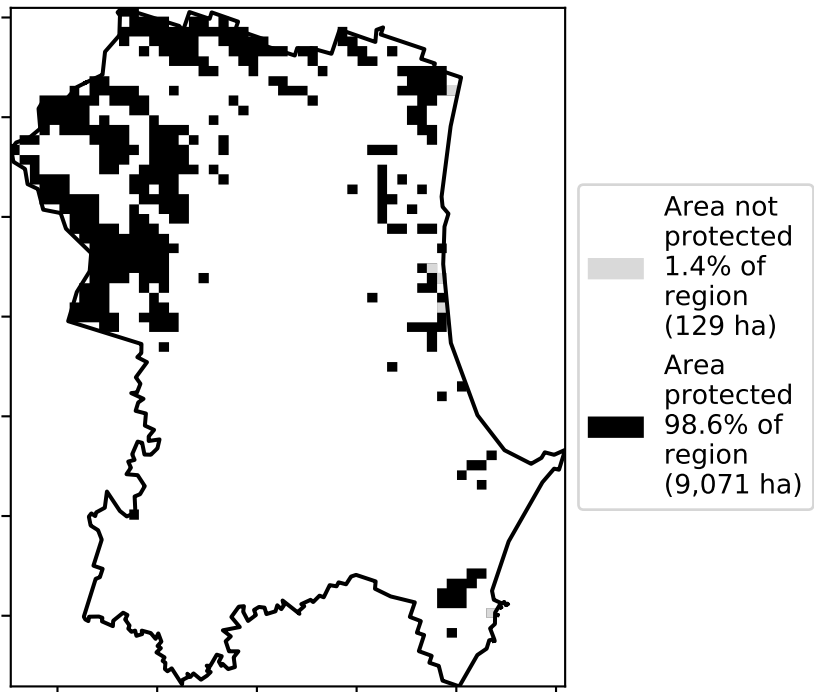 Area not
protected
1.4% of
region
(129 ha)
Area
protected
98.6% of
region
(9,071 ha)